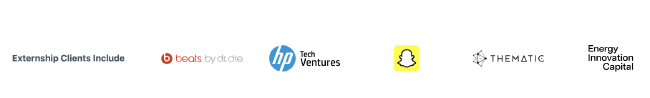 Externship Clients Include
beats by dr.dre
hp
Tech
Ventures
THEMATIC
Energy
Innovation
Capital